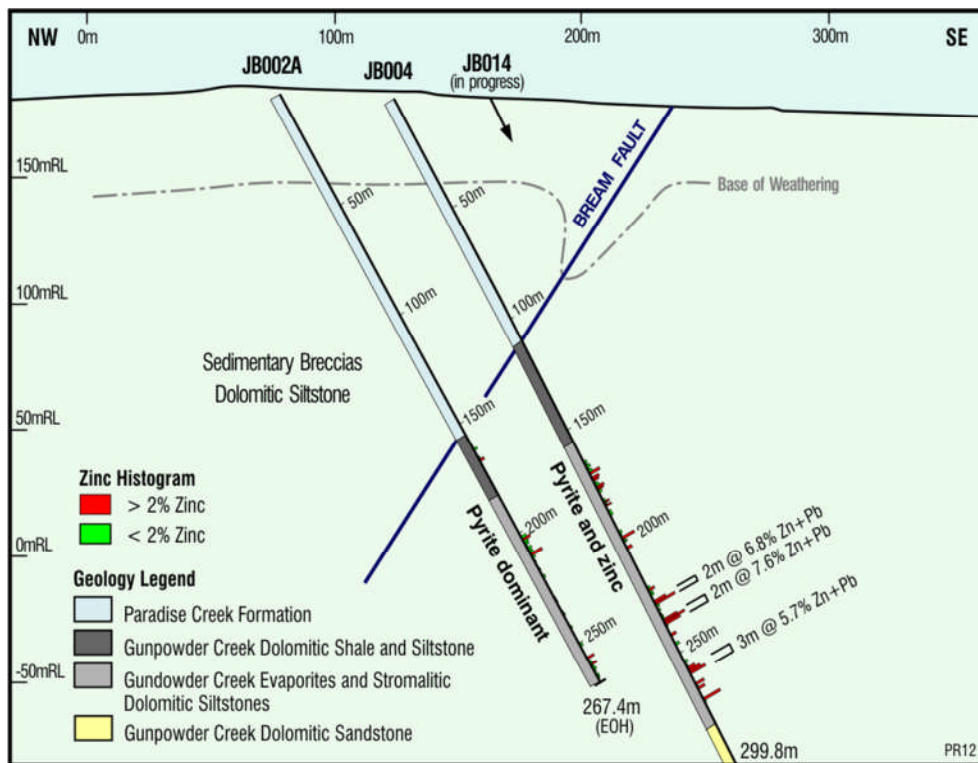 NW
0m
100m
200m
300m
SE
JB002A
JB004
JB014
(in progress)
150mRL
100mRL
50mRL
0mRL
-50mRL
BREAM FAULT
Base of Weathering
50m
50m
100m
100m
150m
150m
200m
200m
250m
250m
Sedimentary Breccias
Dolomitic Siltstone
Pyrite dominant
Pyrite and zinc
2m @ 6.8% Zn+Pb
2m @ 7.6% Zn+Pb
3m @ 5.7% Zn+Pb
Zinc Histogram
> 2% Zinc
< 2% Zinc
Geology Legend
Paradise Creek Formation
Gunpowder Creek Dolomitic Shale and Siltstone
Gundowder Creek Evaporites and Stromalitic
Dolomitic Siltstones
Gunpowder Creek Dolomitic Sandstone
267.4m
(EOH)
299.8m
PR12